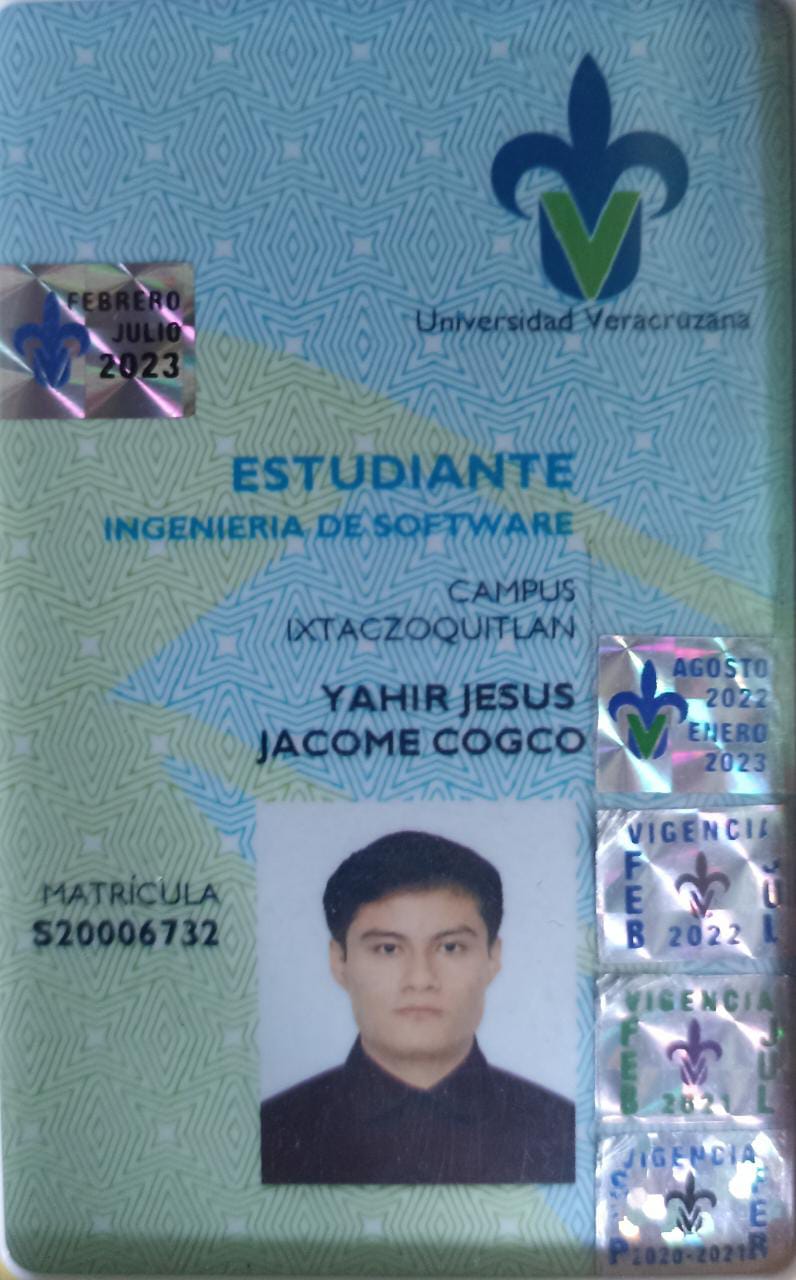 Universidad Veracruzana
FEBRERO
JULIO
2023
ESTUDIANTE
INGENIERIA DE SOFTWARE
CAMPUS
IXTACZOQUITLAN
YAHIR JESUS
JACOME COGCO
MATRÍCULA
S20006732
AGOSTO
2022
ENERO
2023
VIGENCIA
FEB
JUL
2022
VIGENCIA
FEB
JUL
2021
VIGENCIA
2020-2021